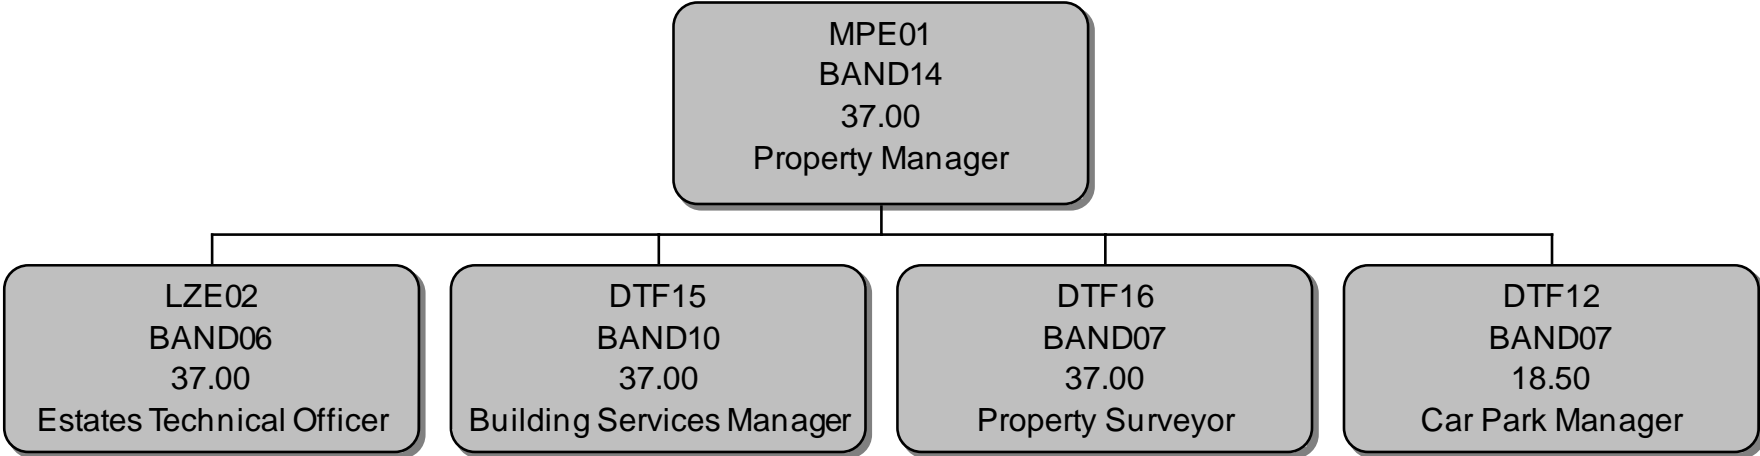 MPE01
BAND14
37.00
Property Manager
LZE02
BAND06
37.00
Estates Technical Officer
DTF15
BAND10
37.00
Building Services Manager
DTF16
BAND07
37.00
Property Surveyor
DTF12
BAND07
18.50
Car Park Manager